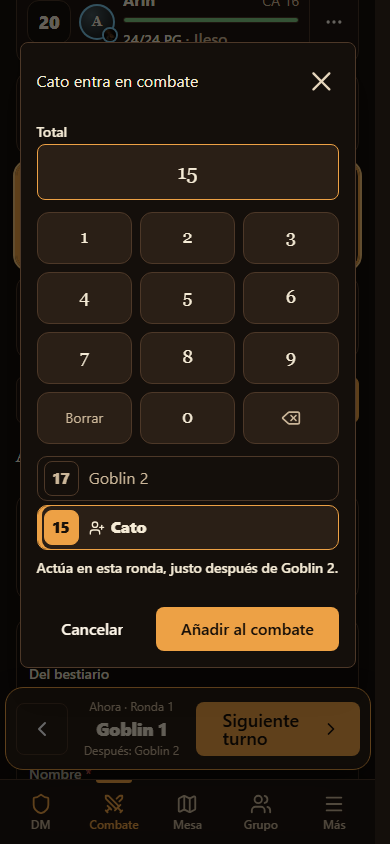 20
A
Arin
CA 16
24/24 PG · Ileso
Cato entra en combate
Total
15
1
2
3
4
5
6
7
8
9
Borrar
0
17 Goblin 2
15 Cato
Actúa en esta ronda, justo después de Goblin 2.
Cancelar
Añadir al combate
Del bestiario
Ahora · Ronda 1
Goblin 1
Después: Goblin 2
Siguiente
turno
Nombre *
DM
Combate
Mesa
Grupo
Más